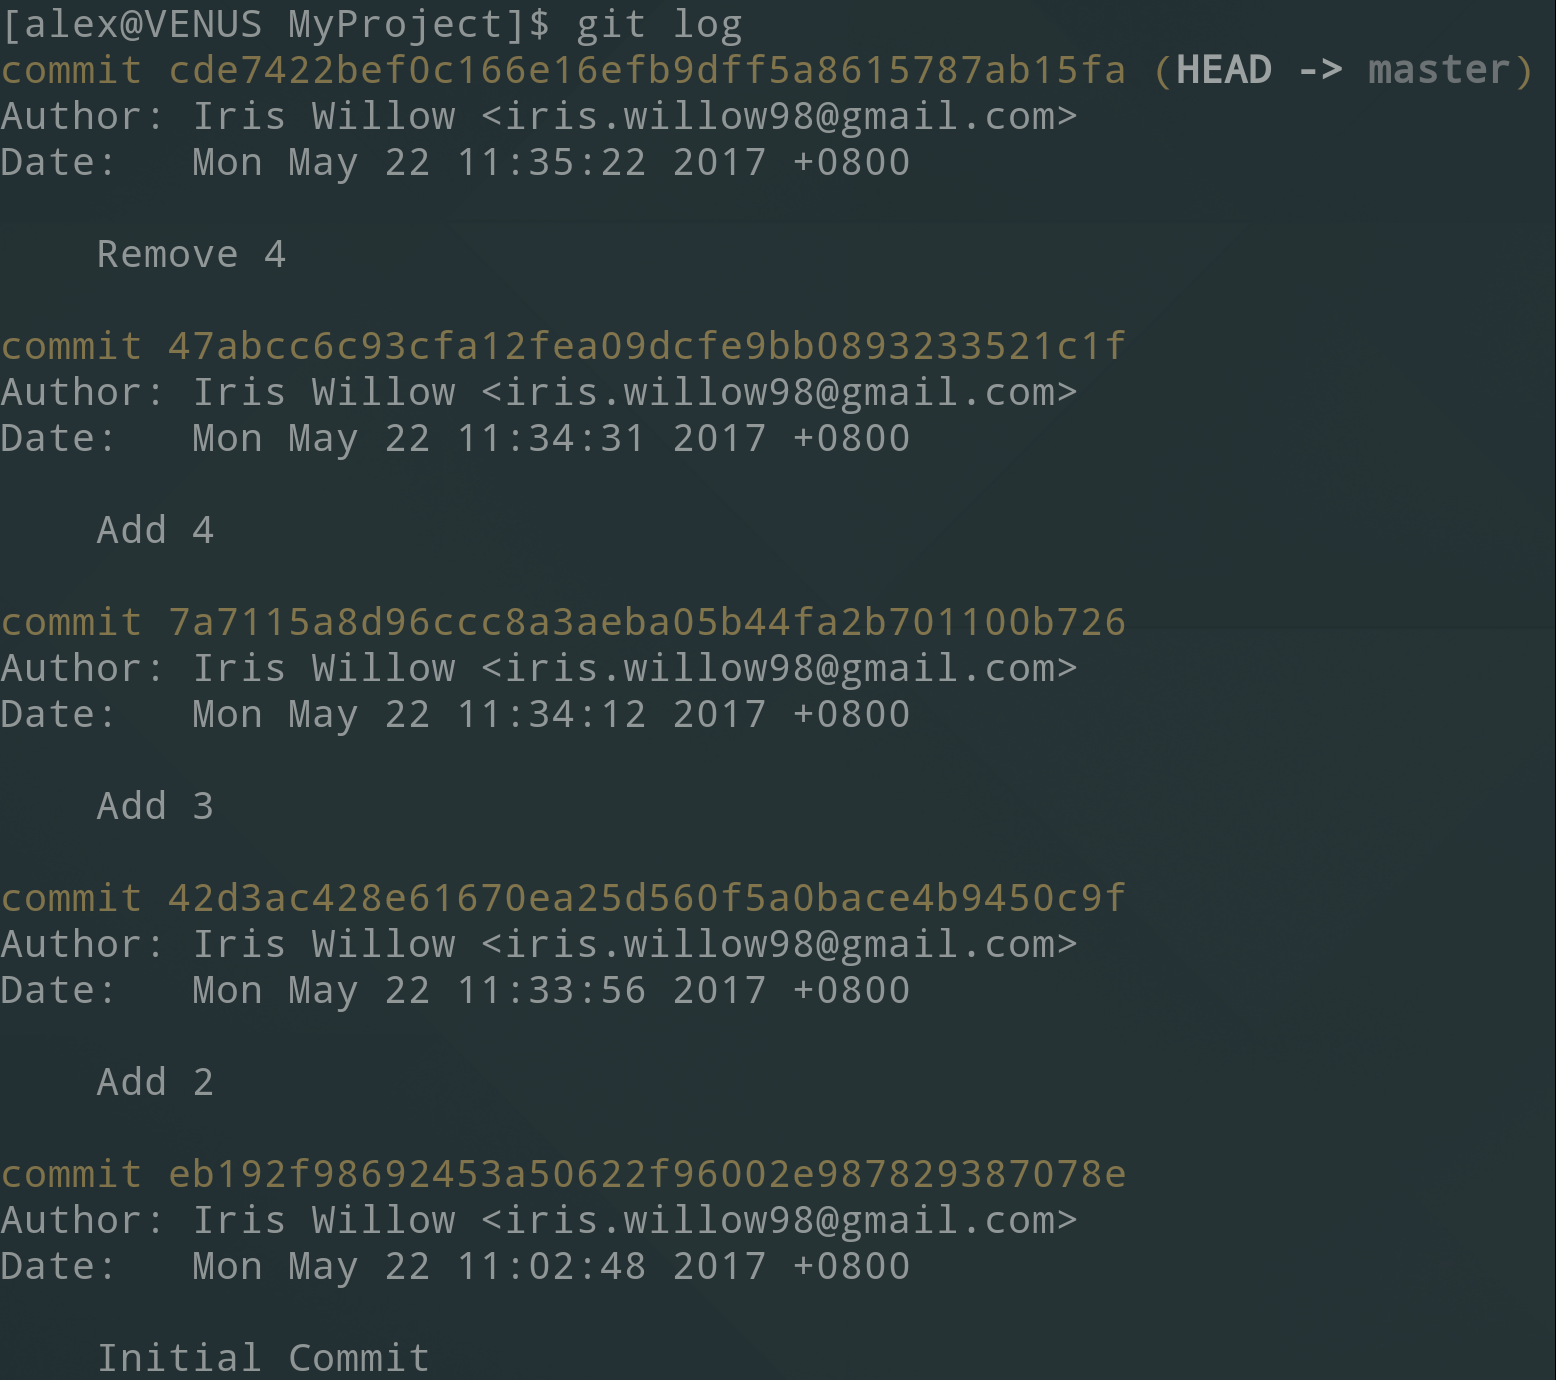 [alex@VENUS MyProject]$ git log
commit cde7422bef0c166e16efb9dff5a8615787ab15fa (HEAD -> master)
Author: Iris Willow <iris.willow98@gmail.com>
Date:   Mon May 22 11:35:22 2017 +0800
    Remove 4
commit 47abcc6c93cfa12fea09dcfe9bb0893233521c1f
Author: Iris Willow <iris.willow98@gmail.com>
Date:   Mon May 22 11:34:31 2017 +0800
    Add 4
commit 7a7115a8d96ccc8a3aeba05b44fa2b701100b726
Author: Iris Willow <iris.willow98@gmail.com>
Date:   Mon May 22 11:34:12 2017 +0800
    Add 3
commit 42d3ac428e61670ea25d560f5a0bace4b9450c9f
Author: Iris Willow <iris.willow98@gmail.com>
Date:   Mon May 22 11:33:56 2017 +0800
    Add 2
commit eb192f98692453a50622f96002e987829387078e
Author: Iris Willow <iris.willow98@gmail.com>
Date:   Mon May 22 11:02:48 2017 +0800
    Initial Commit